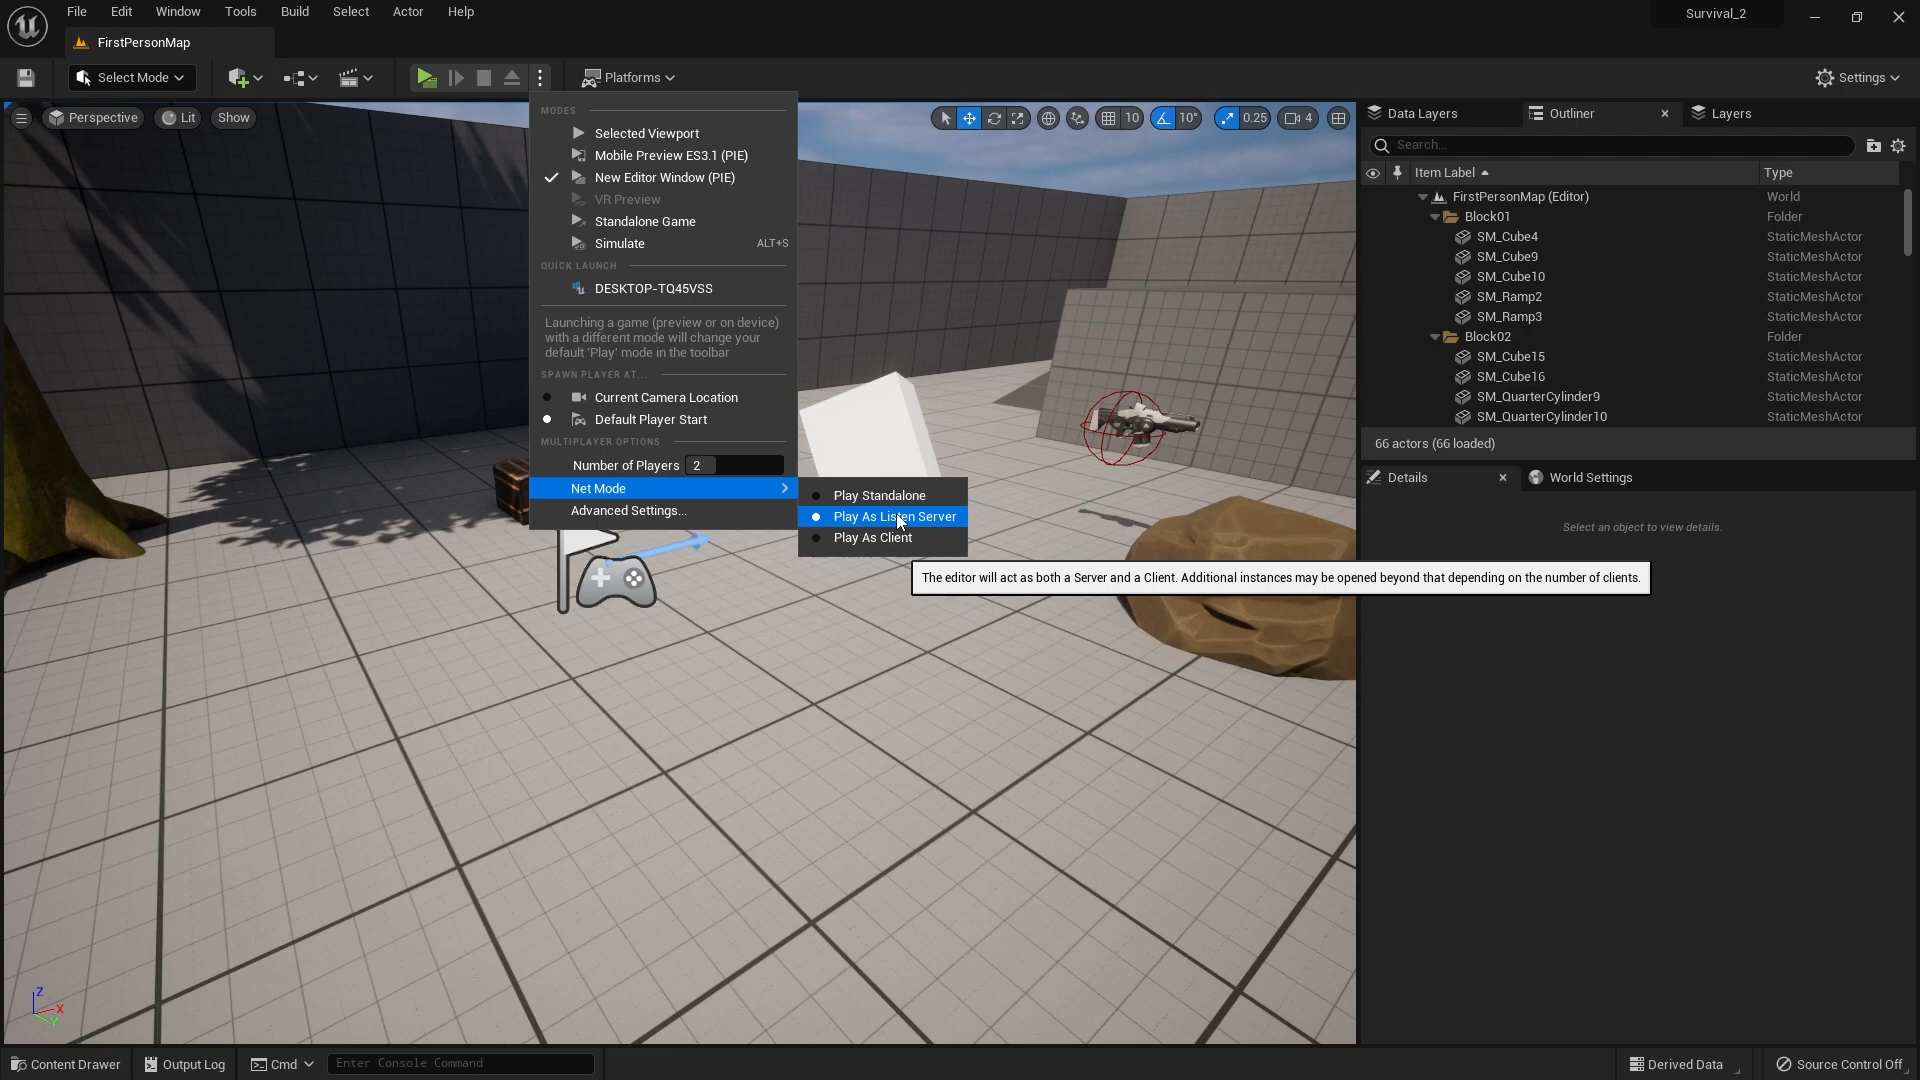 File Edit Window Tools Build Select Actor Help
Survival_2
FirstPersonMap
Select Mode
Platforms
Settings
Perspective
Lit
Show
10
10°
0.25
4
MODES
Selected Viewport
Mobile Preview ES3.1 (PIE)
New Editor Window (PIE)
VR Preview
Standalone Game
Simulate ALT+S
QUICK LAUNCH
DESKTOP-TQ45VSS
Launching a game (preview or on device)
with a different mode will change your
default 'Play' mode in the toolbar
SPAWN PLAYER AT...
Current Camera Location
Default Player Start
MULTIPLAYER OPTIONS
Number of Players 2
Net Mode
Advanced Settings...
Play Standalone
Play As Listen Server
Play As Client
The editor will act as both a Server and a Client. Additional instances may be opened beyond that depending on the number of clients.
Data Layers
Outliner
Layers
Search...
Item Label Type
FirstPersonMap (Editor) World
Block01 Folder
SM_Cube4 StaticMeshActor
SM_Cube9 StaticMeshActor
SM_Cube10 StaticMeshActor
SM_Ramp2 StaticMeshActor
SM_Ramp3 StaticMeshActor
Block02 Folder
SM_Cube15 StaticMeshActor
SM_Cube16 StaticMeshActor
SM_QuarterCylinder9 StaticMeshActor
SM_QuarterCylinder10 StaticMeshActor
66 actors (66 loaded)
Details
World Settings
Select an object to view details.
Z
X
Y
Content Drawer
Output Log
Cmd
Enter Console Command
Derived Data
Source Control Off